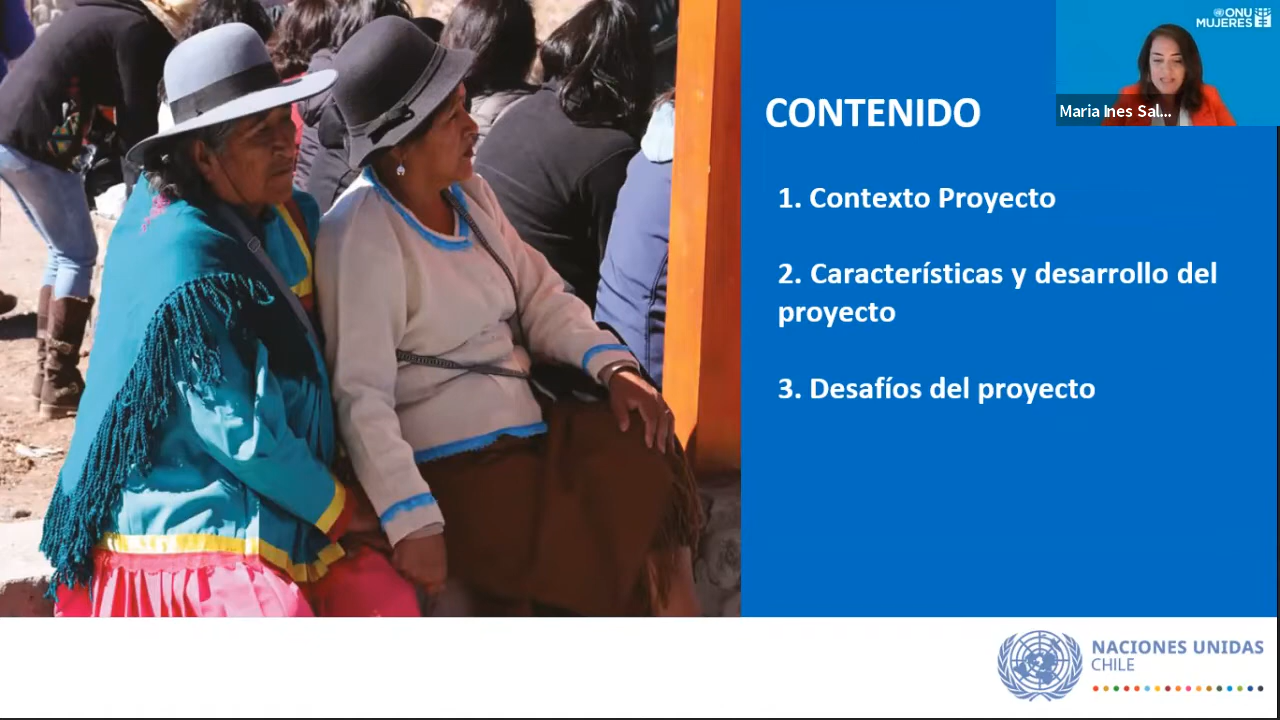 ONU
MUJERES
Maria Ines Sal...
CONTENIDO
1. Contexto Proyecto
2. Características y desarrollo del
proyecto
3. Desafíos del proyecto
NACIONES UNIDAS
CHILE